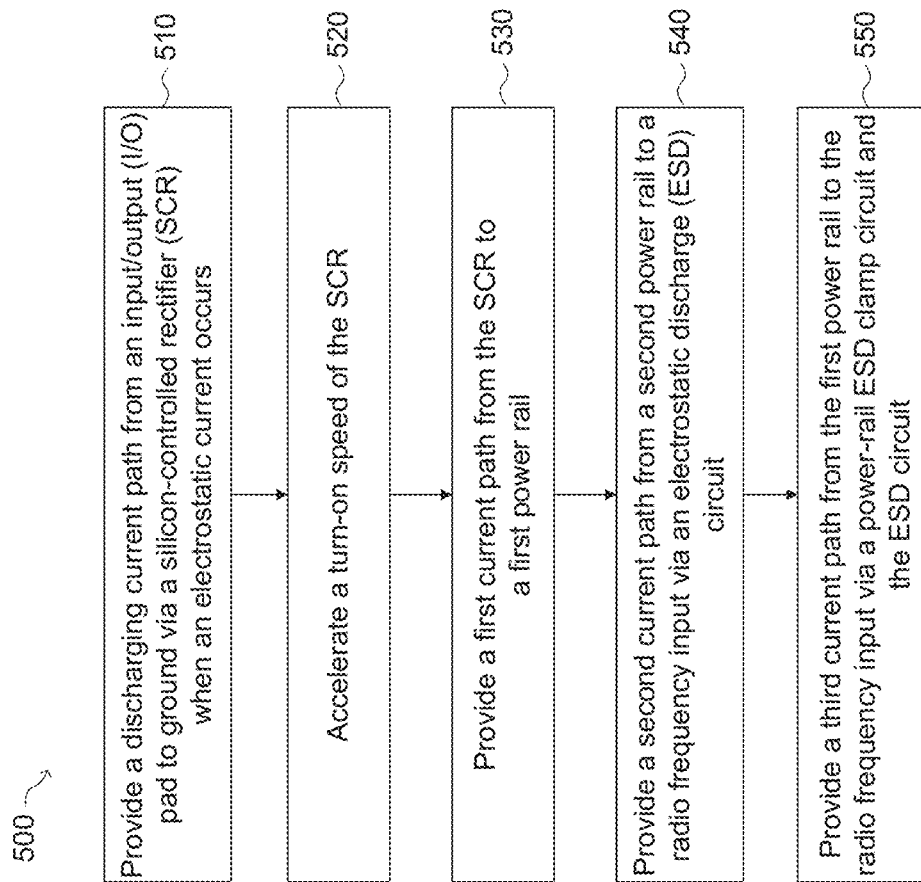 500
Provide a discharging current path from an input/output (I/O)
pad to ground via a silicon-controlled rectifier (SCR)
when an electrostatic current occurs
510
Accelerate a turn-on speed of the SCR
520
Provide a first current path from the SCR to
a first power rail
530
Provide a second current path from a second power rail to a
radio frequency input via an electrostatic discharge (ESD)
circuit
540
Provide a third current path from the first power rail to the
radio frequency input via a power-rail ESD clamp circuit and
the ESD circuit
550